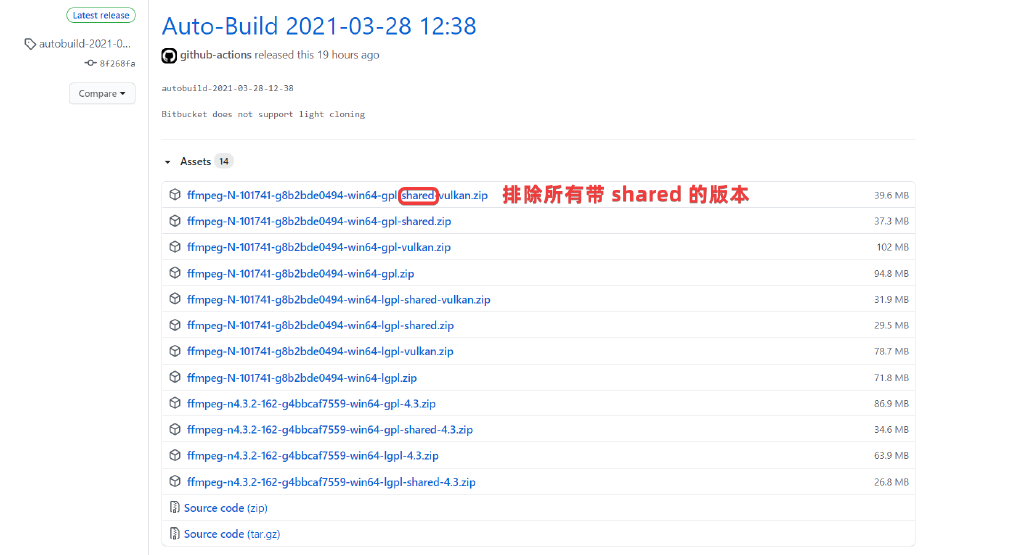 Latest release
autobuild-2021-0...
8f268fa
Compare
Auto-Build 2021-03-28 12:38
github-actions released this 19 hours ago
autobuild-2021-03-28-12-38
Bitbucket does not support light cloning
Assets 14
ffmpeg-N-101741-g8b2bde0494-win64-gpl-shared-vulkan.zip 排除所有带 shared 的版本 39.6 MB
ffmpeg-N-101741-g8b2bde0494-win64-gpl-shared.zip 37.3 MB
ffmpeg-N-101741-g8b2bde0494-win64-gpl-vulkan.zip 102 MB
ffmpeg-N-101741-g8b2bde0494-win64-gpl.zip 94.8 MB
ffmpeg-N-101741-g8b2bde0494-win64-lgpl-shared-vulkan.zip 31.9 MB
ffmpeg-N-101741-g8b2bde0494-win64-lgpl-shared.zip 29.5 MB
ffmpeg-N-101741-g8b2bde0494-win64-lgpl-vulkan.zip 78.7 MB
ffmpeg-N-101741-g8b2bde0494-win64-lgpl.zip 71.8 MB
ffmpeg-n4.3.2-162-g4bbcaf7559-win64-gpl-4.3.zip 86.9 MB
ffmpeg-n4.3.2-162-g4bbcaf7559-win64-gpl-shared-4.3.zip 34.6 MB
ffmpeg-n4.3.2-162-g4bbcaf7559-win64-lgpl-4.3.zip 63.9 MB
ffmpeg-n4.3.2-162-g4bbcaf7559-win64-lgpl-shared-4.3.zip 26.8 MB
Source code (zip)
Source code (tar.gz)